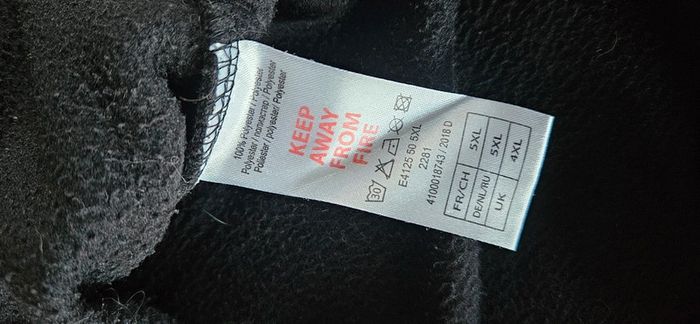 100% Polyester / Polyester
Polyester / полиэстер / Polyester
Poliester / polyester/ Polyester
KEEP
AWAY
FROM
FIRE
30
E4125 50 5XL
2281
4100018743 / 2018 D
FR/CH 5XL
DE/NL/RU 5XL
UK 4XL